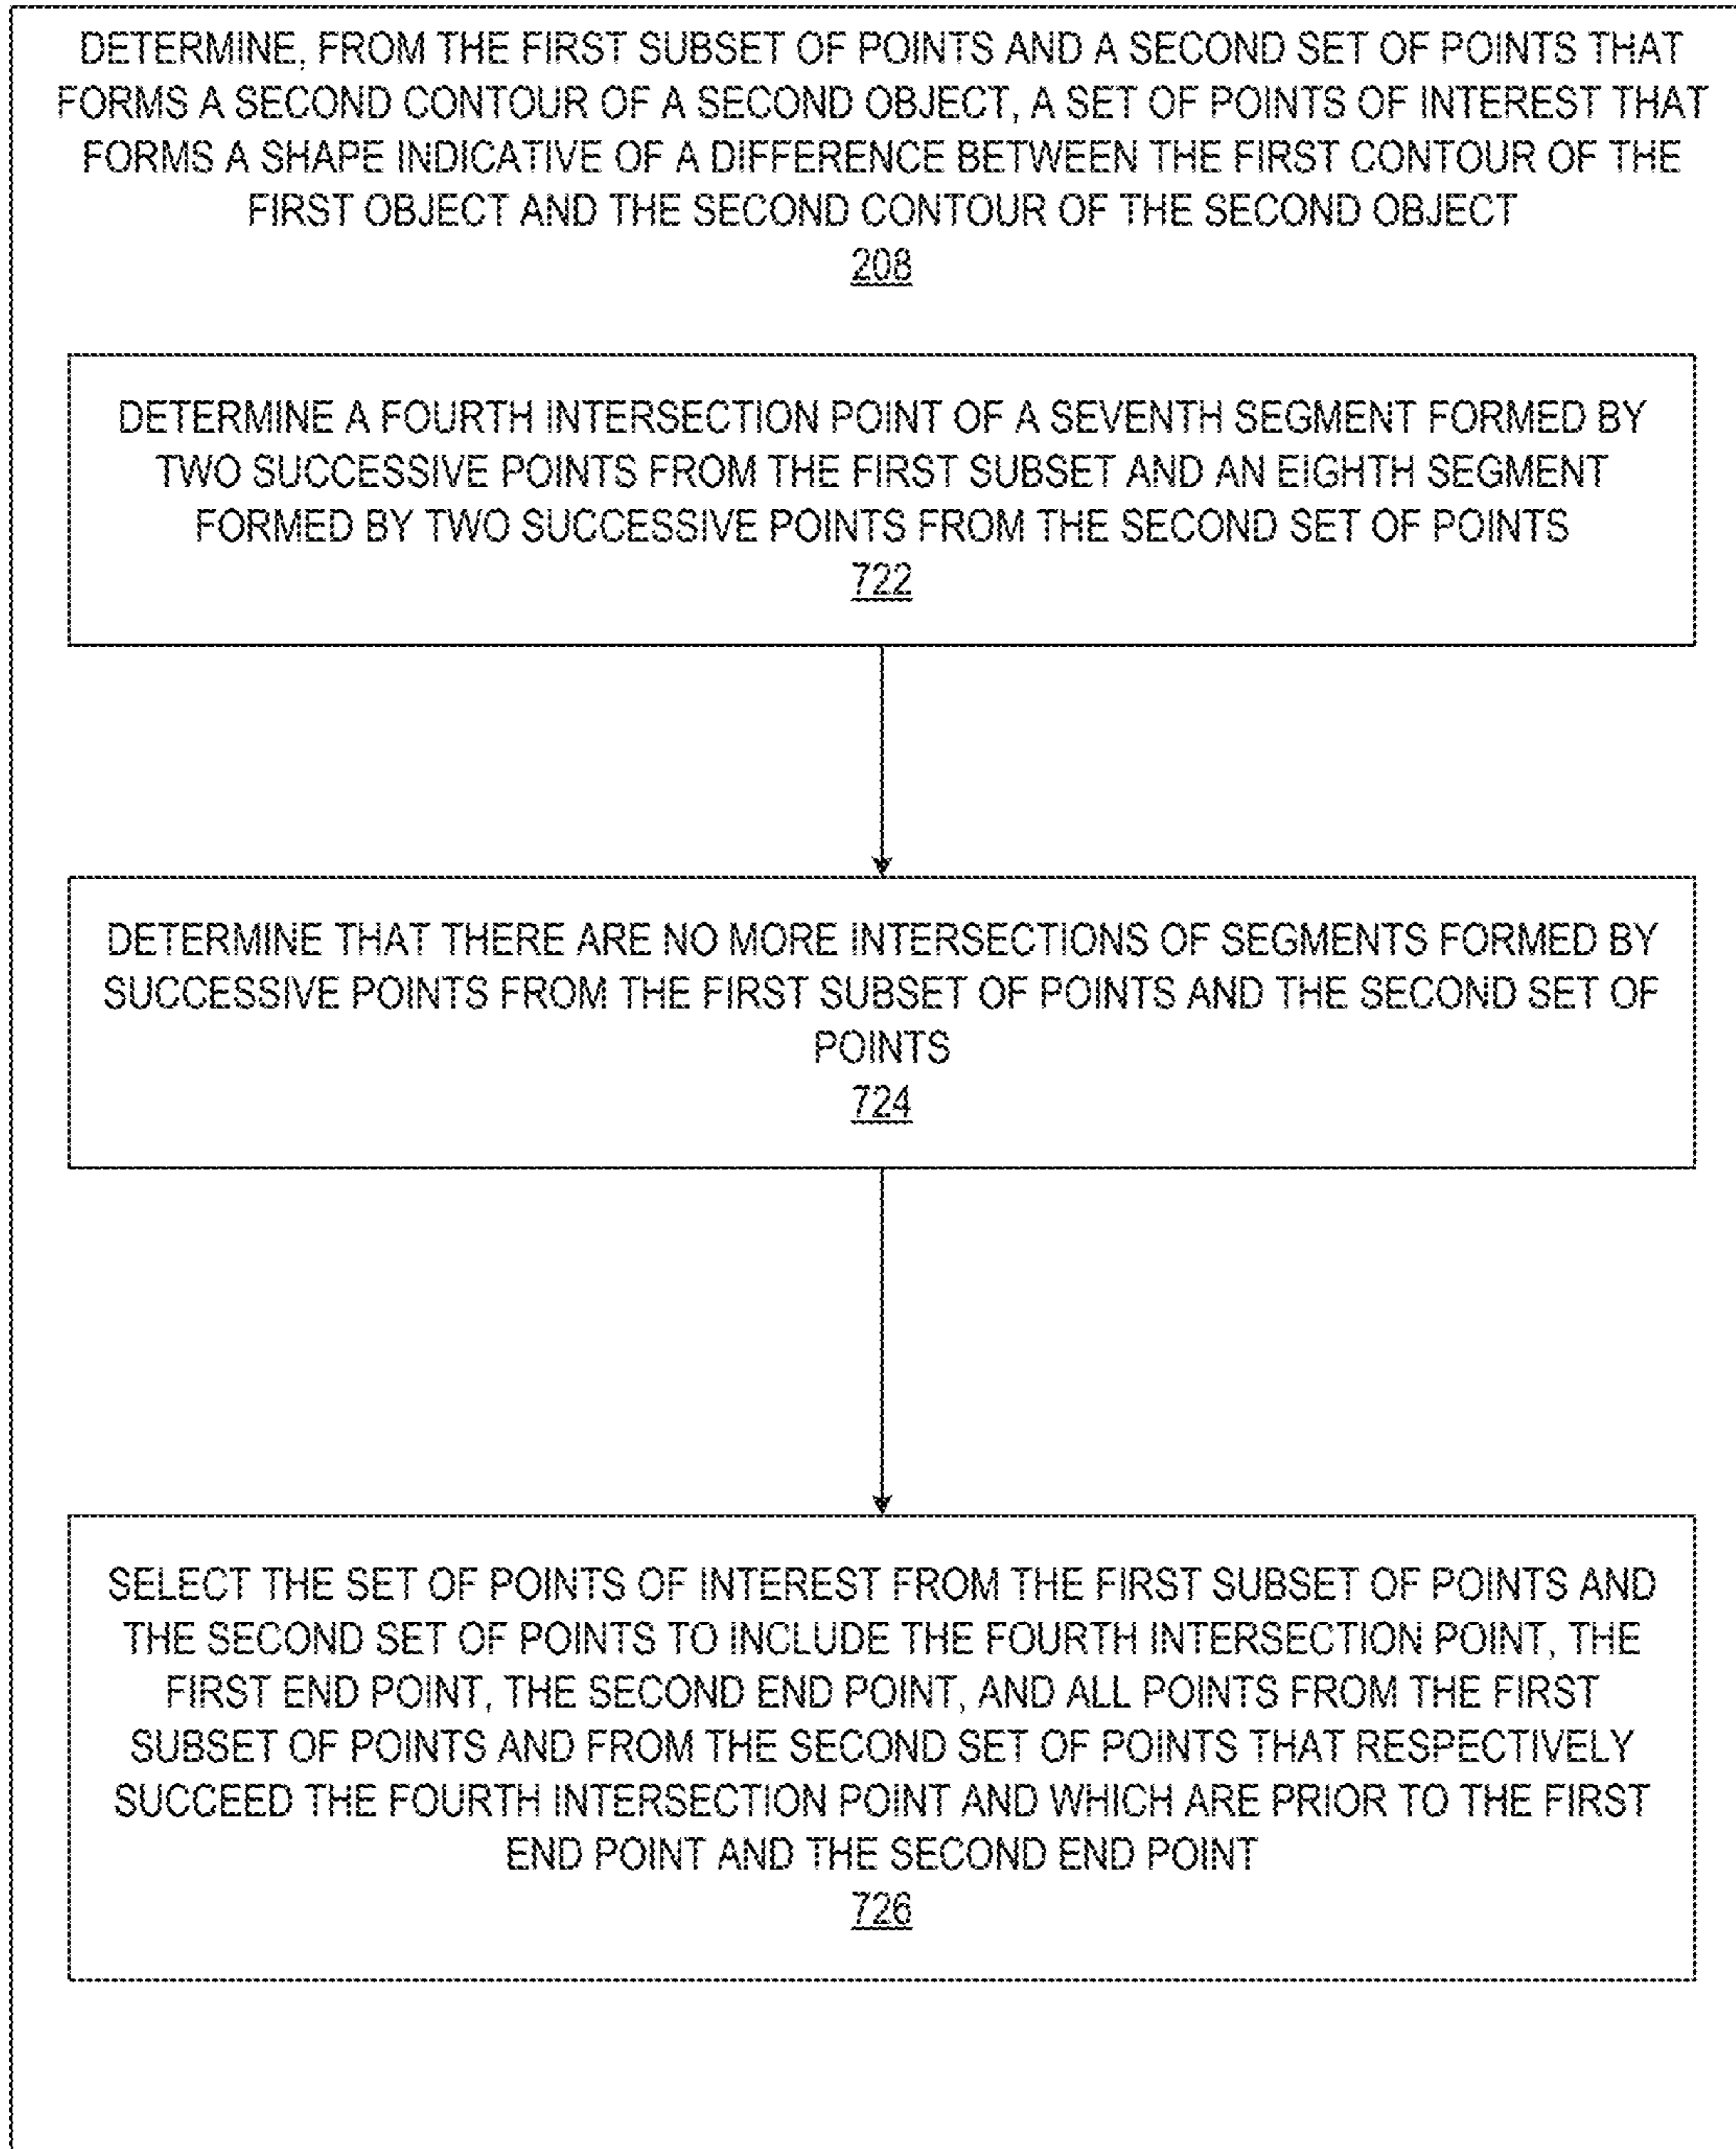 DETERMINE, FROM THE FIRST SUBSET OF POINTS AND A SECOND SET OF POINTS THAT
FORMS A SECOND CONTOUR OF A SECOND OBJECT, A SET OF POINTS OF INTEREST THAT
FORMS A SHAPE INDICATIVE OF A DIFFERENCE BETWEEN THE FIRST CONTOUR OF THE
FIRST OBJECT AND THE SECOND CONTOUR OF THE SECOND OBJECT
208
DETERMINE A FOURTH INTERSECTION POINT OF A SEVENTH SEGMENT FORMED BY
TWO SUCCESSIVE POINTS FROM THE FIRST SUBSET AND AN EIGHTH SEGMENT
FORMED BY TWO SUCCESSIVE POINTS FROM THE SECOND SET OF POINTS
722
DETERMINE THAT THERE ARE NO MORE INTERSECTIONS OF SEGMENTS FORMED BY
SUCCESSIVE POINTS FROM THE FIRST SUBSET OF POINTS AND THE SECOND SET OF
POINTS
724
SELECT THE SET OF POINTS OF INTEREST FROM THE FIRST SUBSET OF POINTS AND
THE SECOND SET OF POINTS TO INCLUDE THE FOURTH INTERSECTION POINT, THE
FIRST END POINT, THE SECOND END POINT, AND ALL POINTS FROM THE FIRST
SUBSET OF POINTS AND FROM THE SECOND SET OF POINTS THAT RESPECTIVELY
SUCCEED THE FOURTH INTERSECTION POINT AND WHICH ARE PRIOR TO THE FIRST
END POINT AND THE SECOND END POINT
726